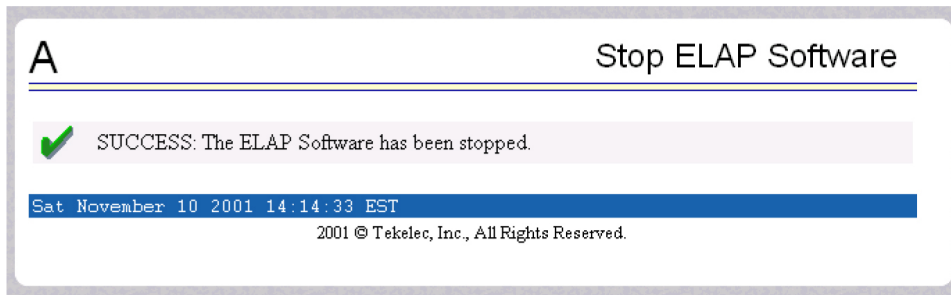 A
Stop ELAP Software
SUCCESS: The ELAP Software has been stopped.
Sat November 10 2001 14:14:33 EST
2001 © Tekelec, Inc., All Rights Reserved.